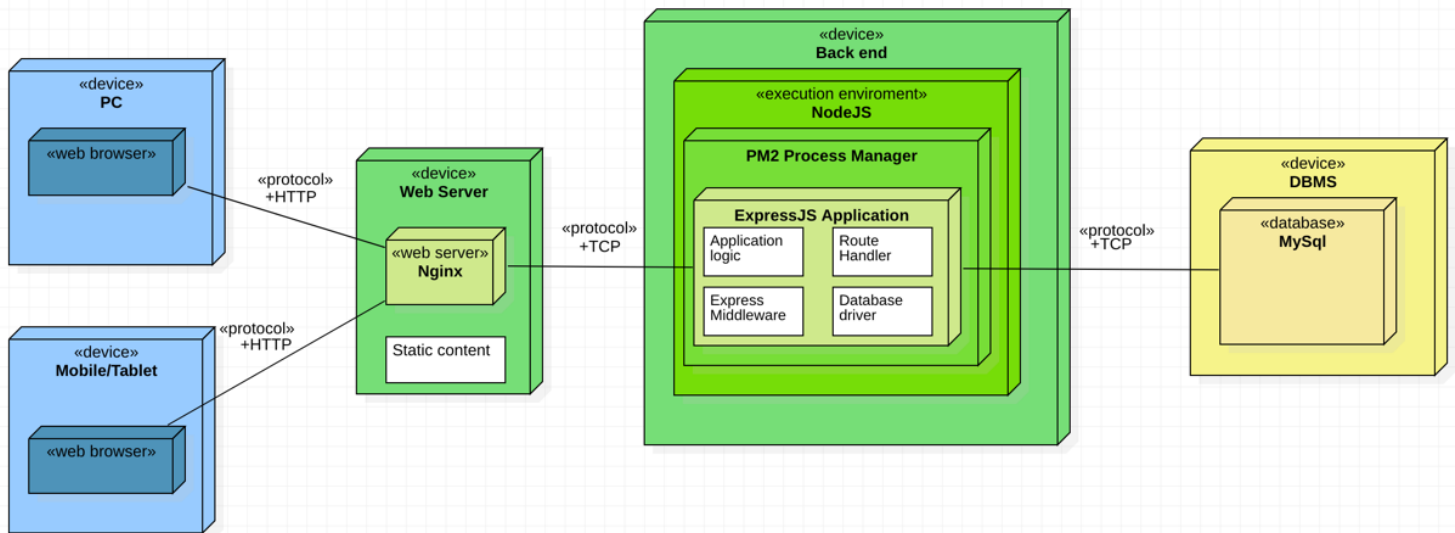 «device»
PC
«web browser»
«protocol»
+HTTP
«device»
Mobile/Tablet
«web browser»
«protocol»
+HTTP
«device»
Web Server
«web server»
Nginx
Static content
«protocol»
+TCP
«device»
Back end
«execution enviroment»
NodeJS
PM2 Process Manager
ExpressJS Application
Application
logic
Route
Handler
Express
Middleware
Database
driver
«protocol»
+TCP
«device»
DBMS
«database»
MySql